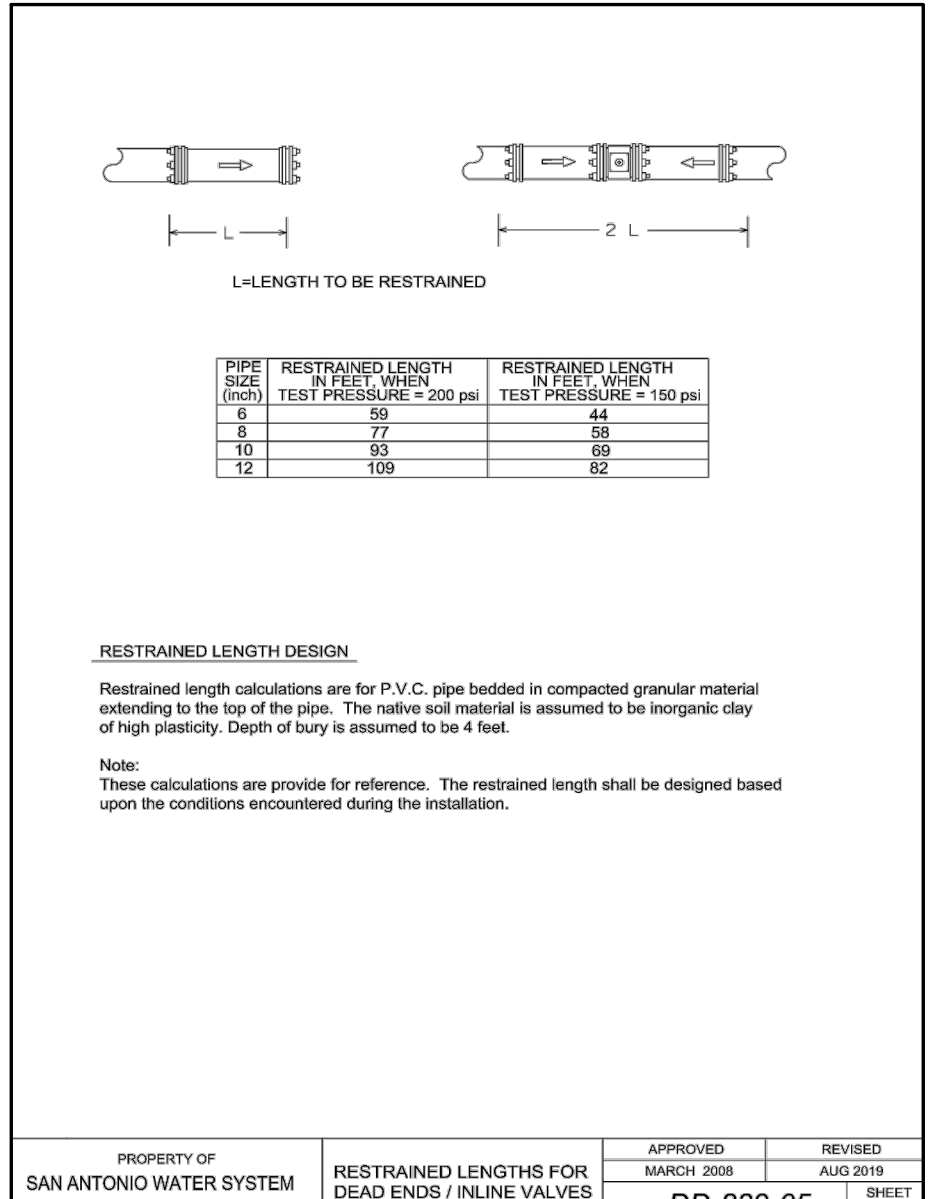 L
2 L
L=LENGTH TO BE RESTRAINED
PIPE SIZE (inch) RESTRAINED LENGTH IN FEET, WHEN TEST PRESSURE = 200 psi RESTRAINED LENGTH IN FEET, WHEN TEST PRESSURE = 150 psi
6 59 44
8 77 58
10 93 69
12 109 82
RESTRAINED LENGTH DESIGN
Restrained length calculations are for P.V.C. pipe bedded in compacted granular material
extending to the top of the pipe. The native soil material is assumed to be inorganic clay
of high plasticity. Depth of bury is assumed to be 4 feet.
Note:
These calculations are provide for reference. The restrained length shall be designed based
upon the conditions encountered during the installation.
PROPERTY OF
SAN ANTONIO WATER SYSTEM
RESTRAINED LENGTHS FOR
DEAD ENDS / INLINE VALVES
APPROVED REVISED
MARCH 2008 AUG 2019
SHEET